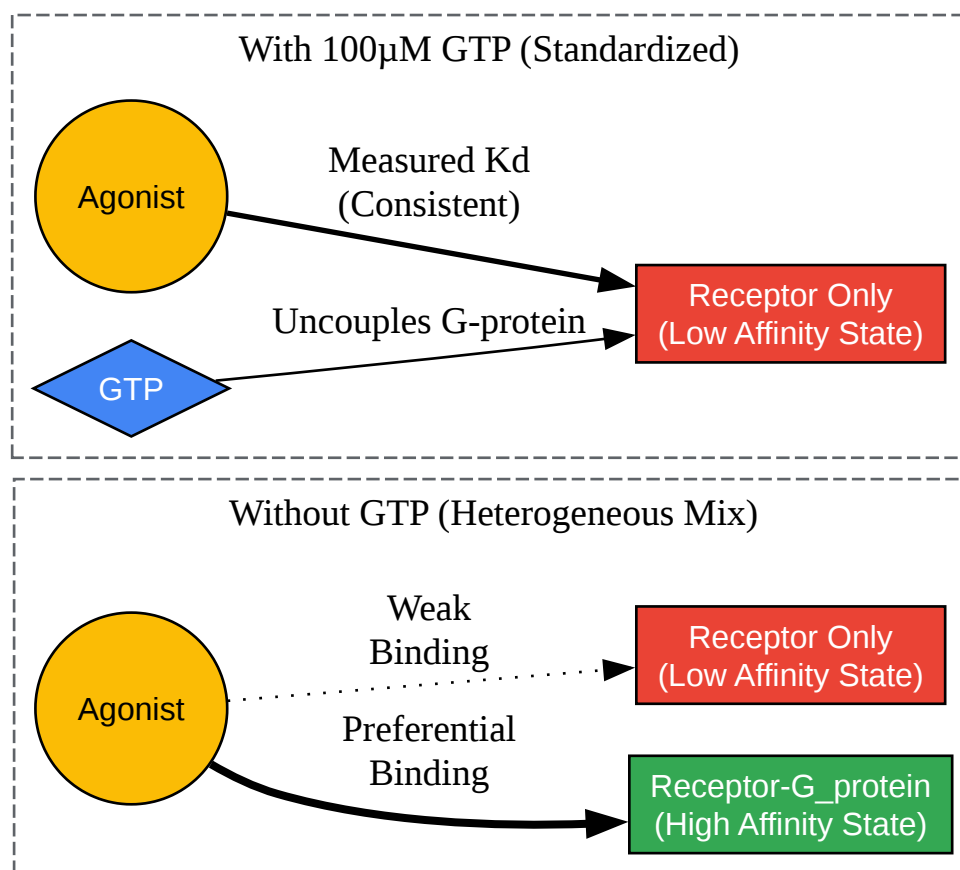 With 100µM GTP (Standardized)
Agonist
Measured Kd
(Consistent)
Receptor Only
(Low Affinity State)
Uncouples G-protein
GTP
Without GTP (Heterogeneous Mix)
Agonist
Weak
Binding
Receptor Only
(Low Affinity State)
Preferential
Binding
Receptor-G_protein
(High Affinity State)